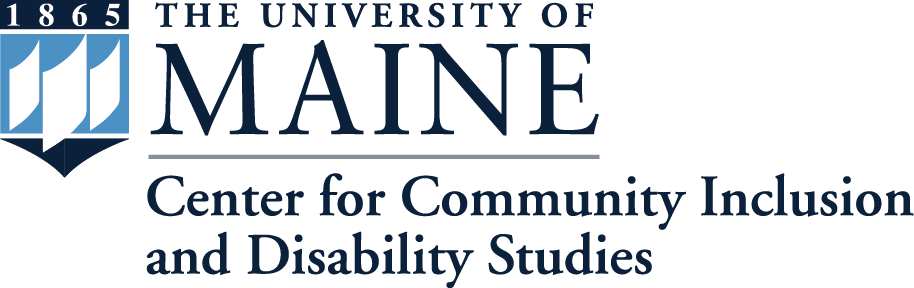 1865
THE UNIVERSITY OF
MAINE
Center for Community Inclusion
and Disability Studies